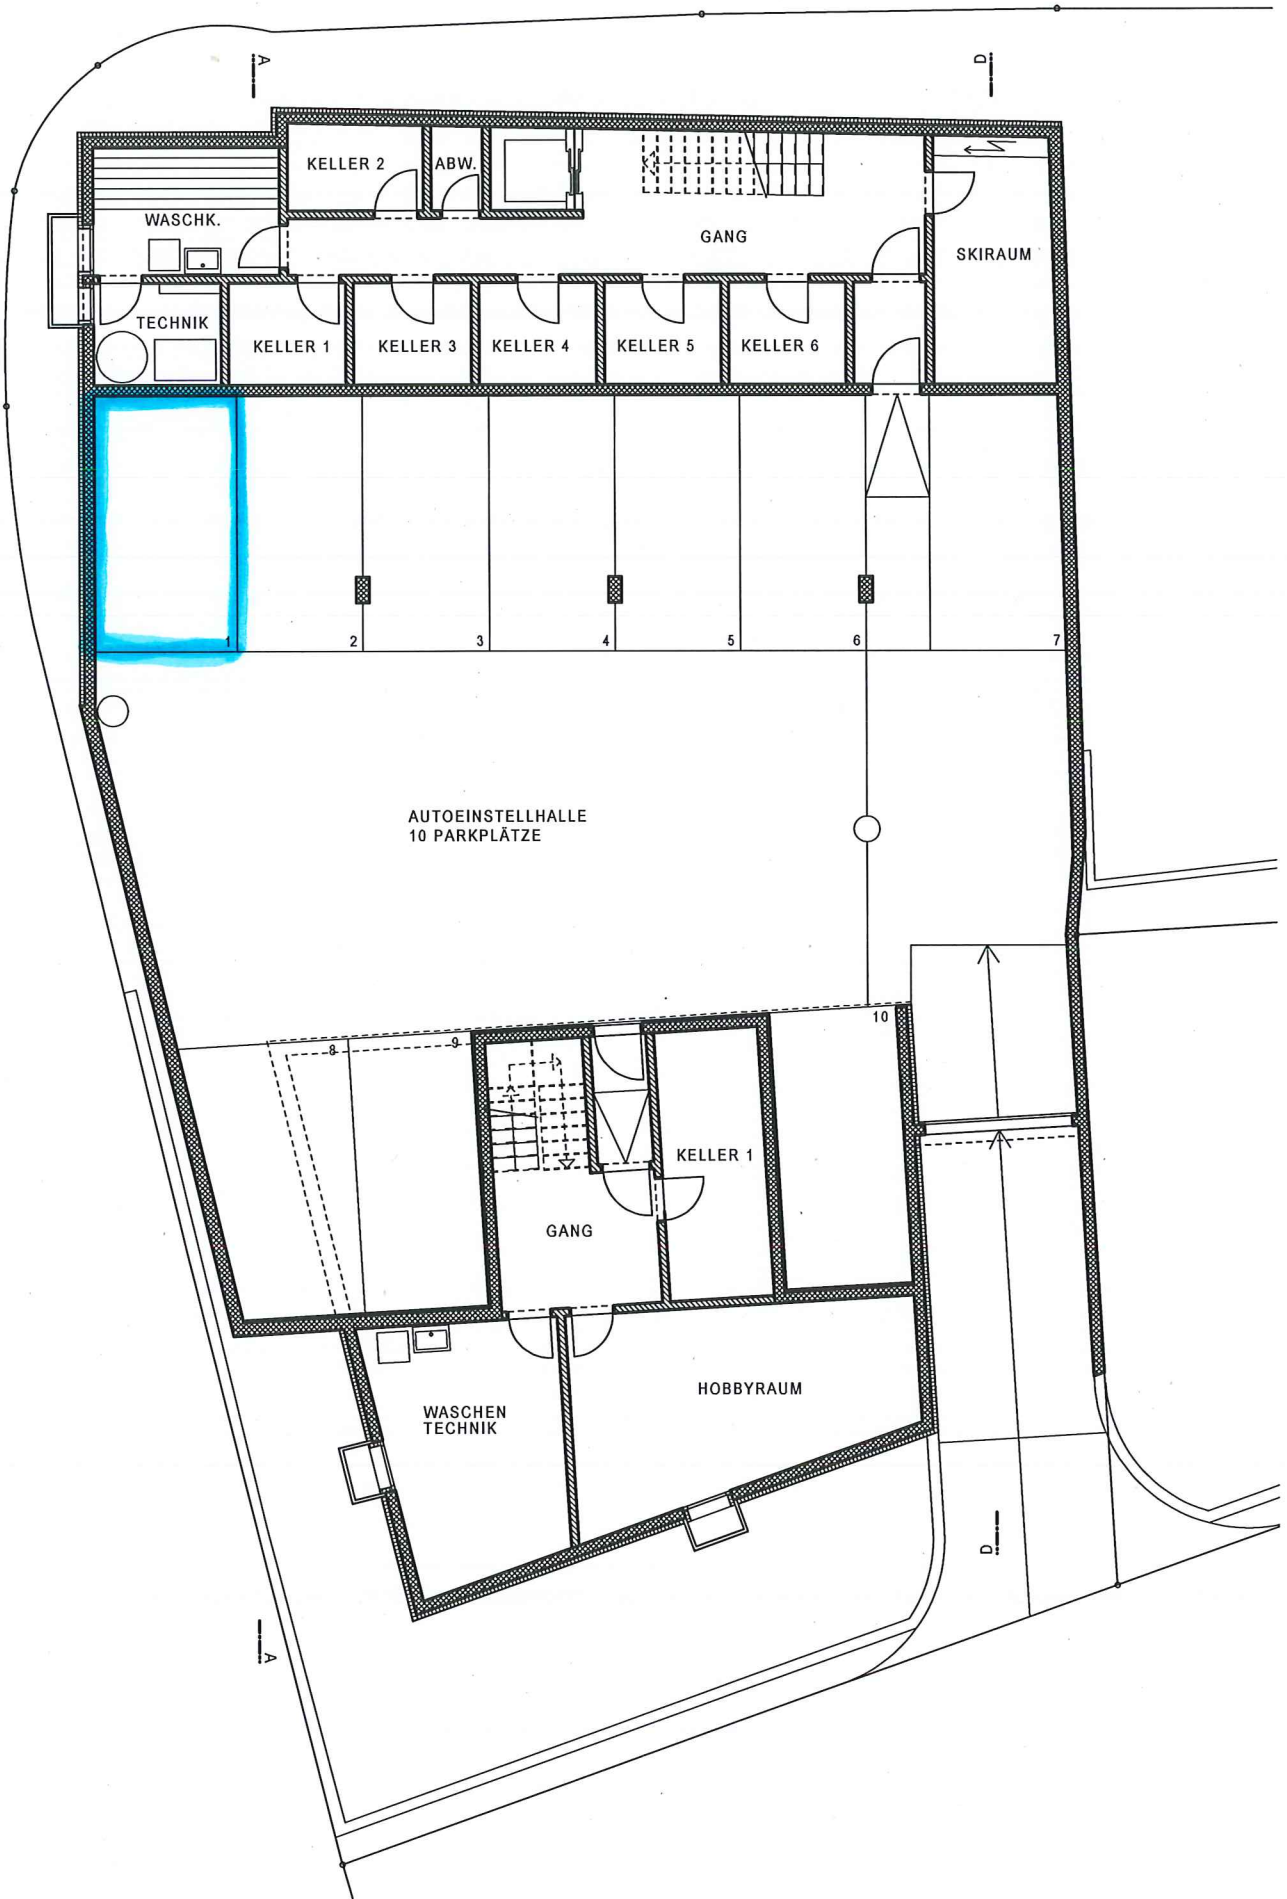 A
D
KELLER 2
ABW.
WASCHK.
GANG
SKIRAUM
TECHNIK
KELLER 1
KELLER 3
KELLER 4
KELLER 5
KELLER 6
1
2
3
4
5
6
7
AUTOEINSTELLHALLE
10 PARKPLÄTZE
8
9
10
KELLER 1
GANG
HOBBYRAUM
WASCHEN
TECHNIK
D
A